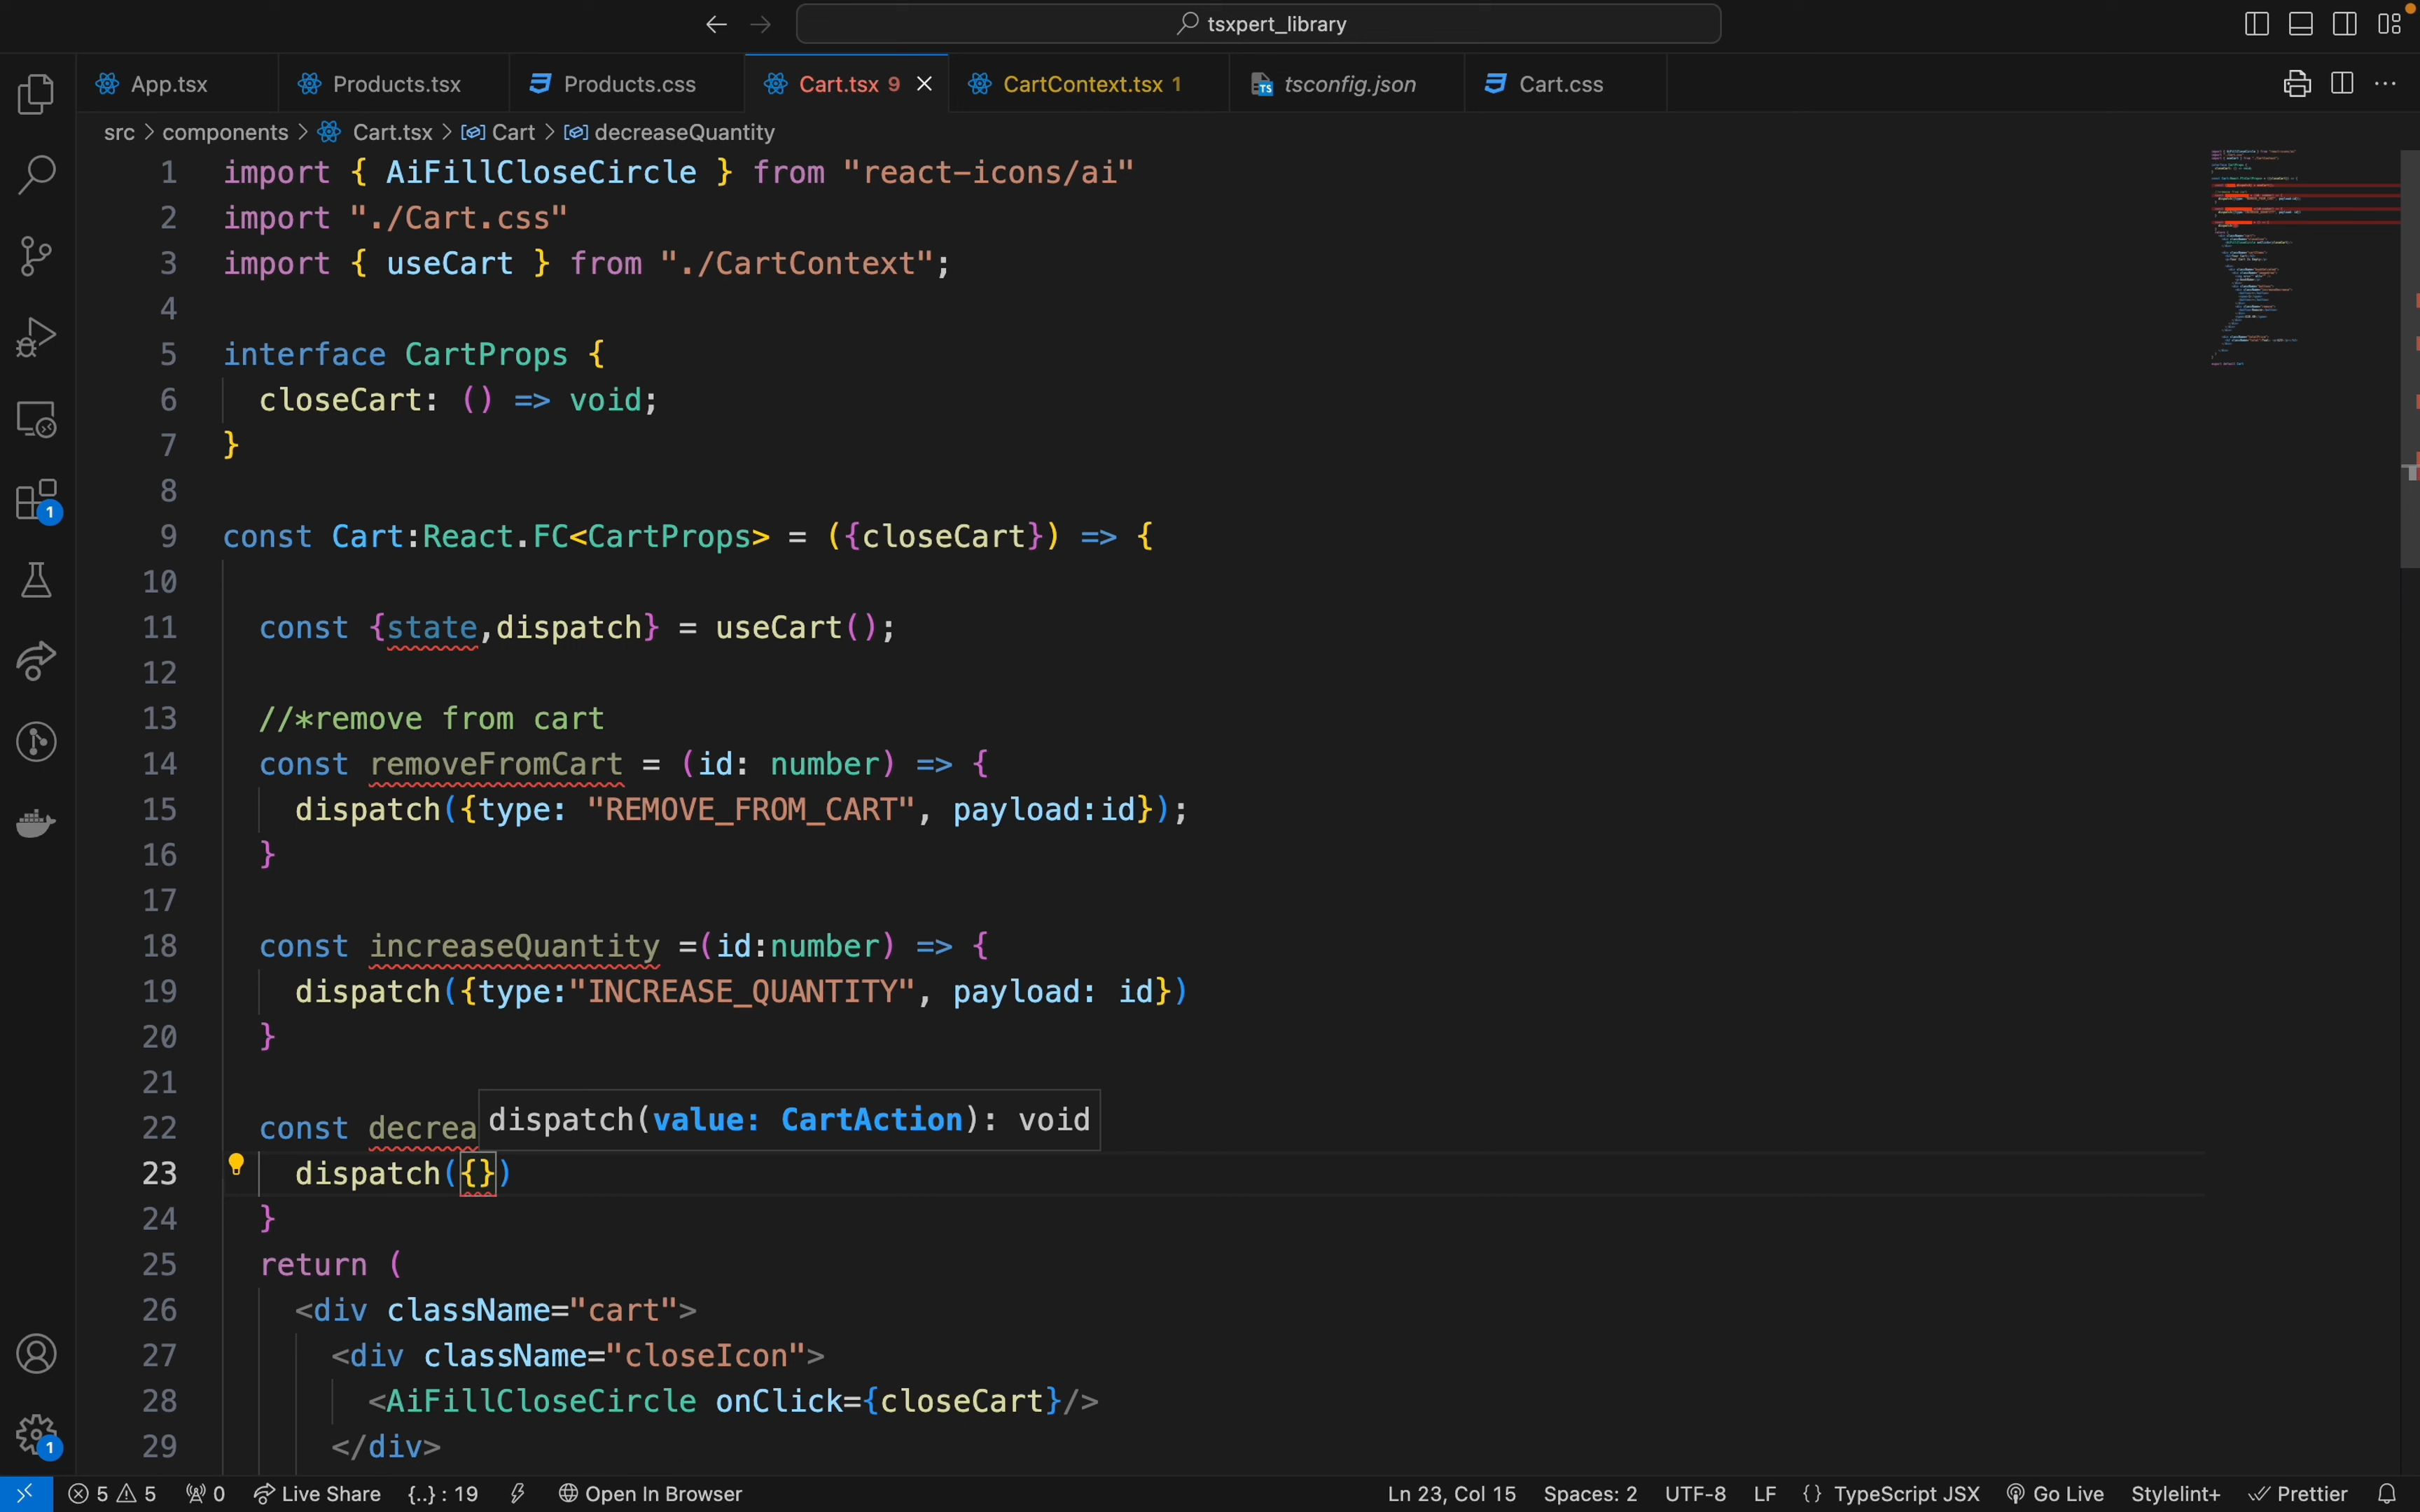 tsxpert_library
App.tsx Products.tsx Products.css Cart.tsx 9 CartContext.tsx 1 tsconfig.json Cart.css
src > components > Cart.tsx > Cart > decreaseQuantity
1 import { AiFillCloseCircle } from "react-icons/ai"
2 import "./Cart.css"
3 import { useCart } from "./CartContext";
4
5 interface CartProps {
6 closeCart: () => void;
7 }
8
9 const Cart:React.FC<CartProps> = ({closeCart}) => {
10
11 const {state,dispatch} = useCart();
12
13 //*remove from cart
14 const removeFromCart = (id: number) => {
15 dispatch({type: "REMOVE_FROM_CART", payload:id});
16 }
17
18 const increaseQuantity =(id:number) => {
19 dispatch({type:"INCREASE_QUANTITY", payload: id})
20 }
21
22 const decrea dispatch(value: CartAction): void
23 dispatch({})
24 }
25 return (
26 <div className="cart">
27 <div className="closeIcon">
28 <AiFillCloseCircle onClick={closeCart}/>
29 </div>
1
1
5 5 0 Live Share {..} : 19 Open In Browser Ln 23, Col 15 Spaces: 2 UTF-8 LF {} TypeScript JSX Go Live Stylelint+ Prettier